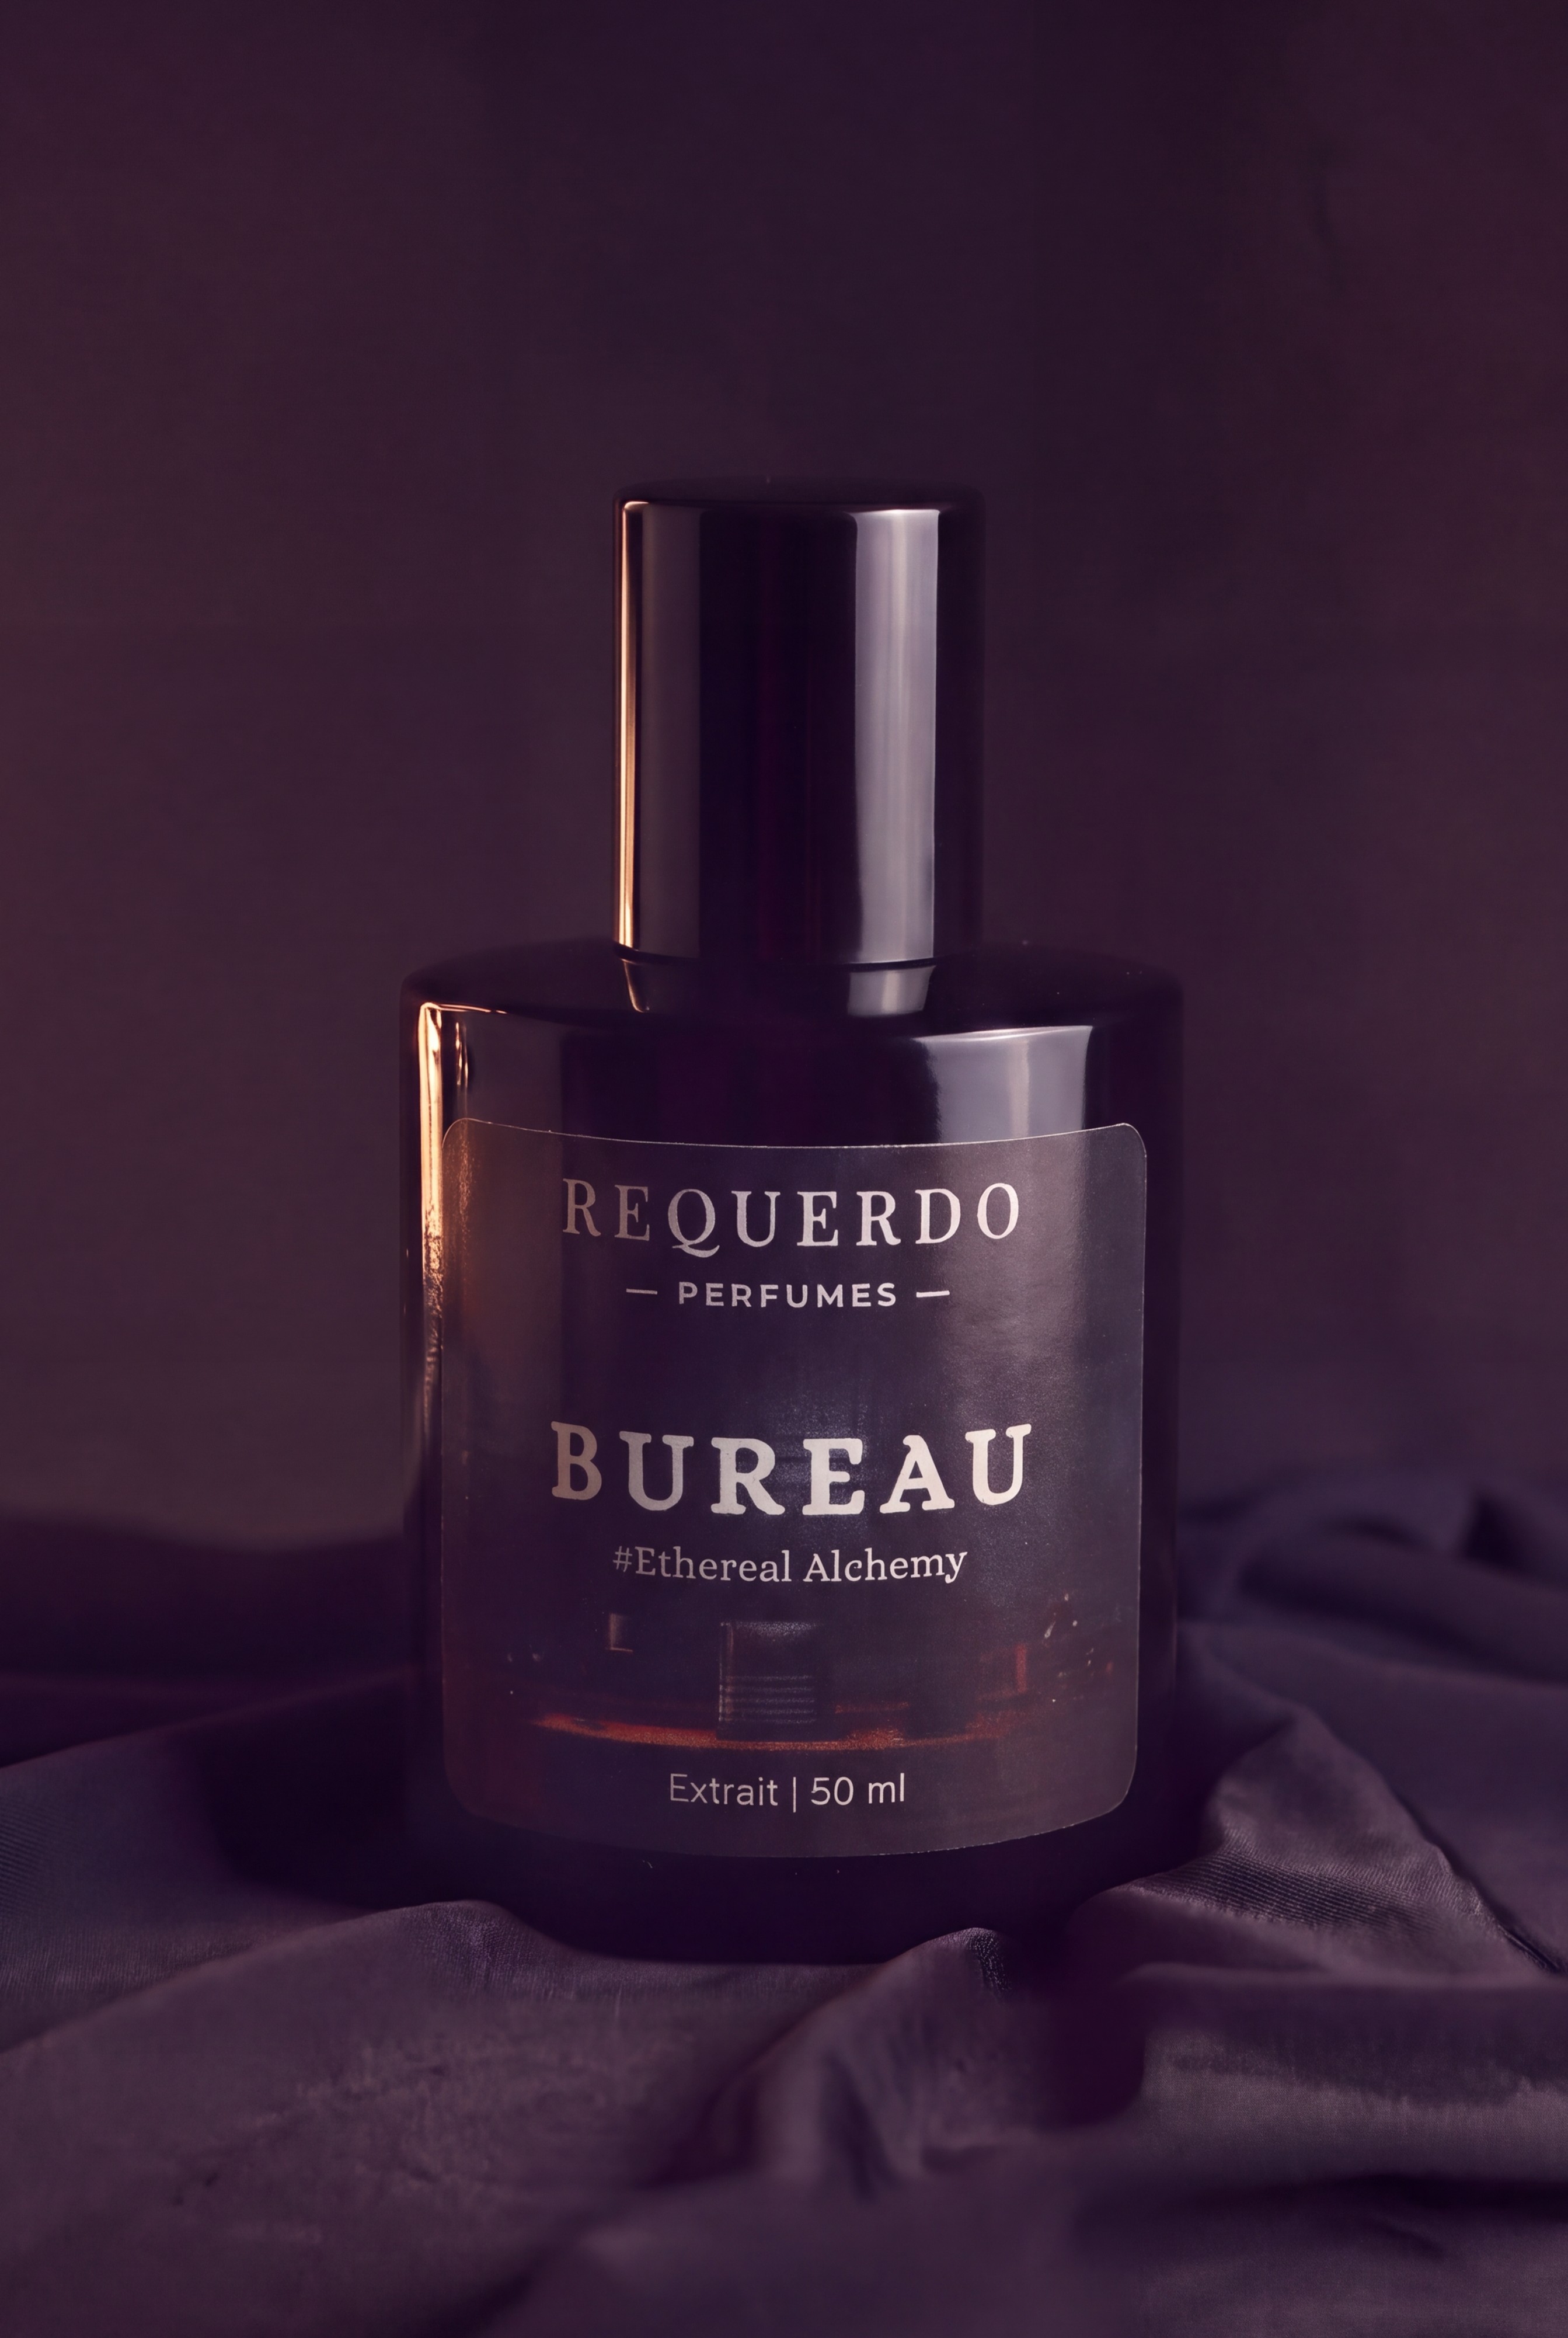 REQUERDO
— PERFUMES —
BUREAU
#Ethereal Alchemy
Extrait | 50 ml